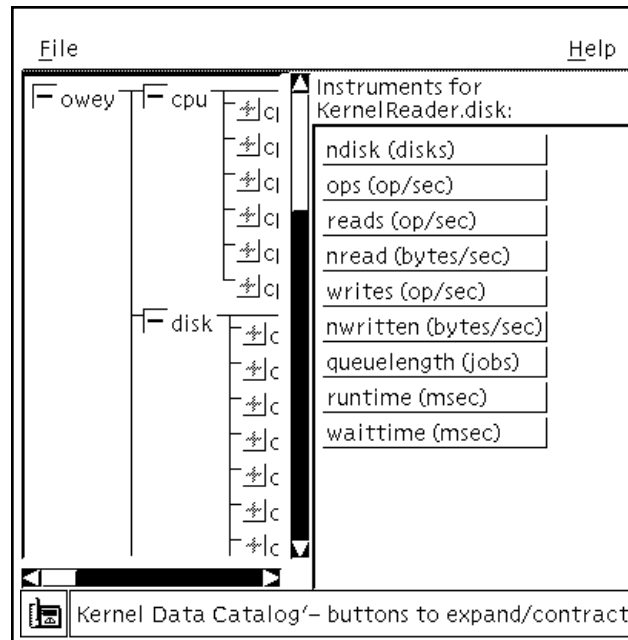 File Help
owey cpu
disk
Instruments for
KernelReader.disk:
ndisk (disks)
ops (op/sec)
reads (op/sec)
nread (bytes/sec)
writes (op/sec)
nwritten (bytes/sec)
queuelength (jobs)
runtime (msec)
waittime (msec)
Kernel Data Catalog'– buttons to expand/contract